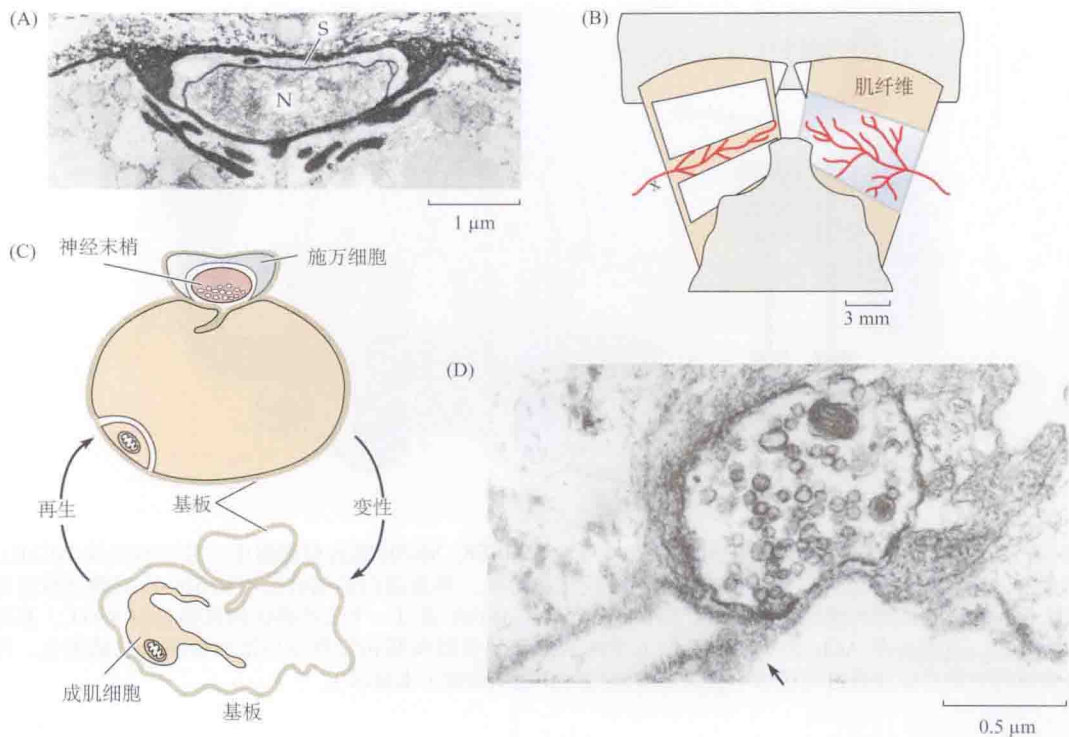 (A)
S
N
1 μm
(B)
肌纤维
x
3 mm
(C)
神经末梢
施万细胞
基板
再生
变性
成肌细胞
基板
(D)
0.5 μm